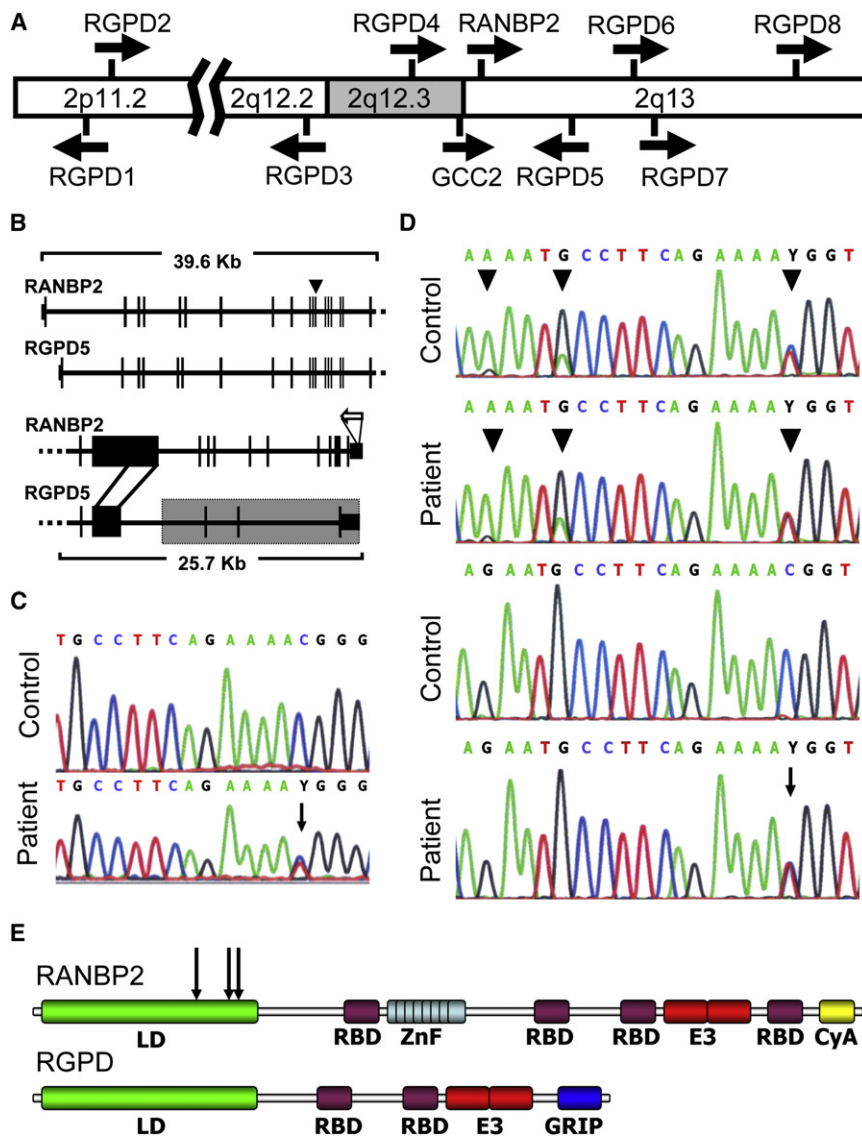 A
RGPD2 RGPD4 RANBP2 RGPD6 RGPD8
2p11.2 2q12.2 2q12.3 2q13
RGPD1 RGPD3 GCC2 RGPD5 RGPD7
B
39.6 Kb
RANBP2
RGPD5
RANBP2
RGPD5
25.7 Kb
C
T G C C T T C A G A A A A C G G G
Control
T G C C T T C A G A A A A Y G G G
Patient
D
A A A A T G C C T T C A G A A A A Y G G T
Control
A A A A T G C C T T C A G A A A A Y G G T
Patient
A G A A T G C C T T C A G A A A A C G G T
Control
A G A A T G C C T T C A G A A A A Y G G T
Patient
E
RANBP2
LD RBD ZnF RBD RBD E3 RBD CyA
RGPD
LD RBD RBD E3 GRIP